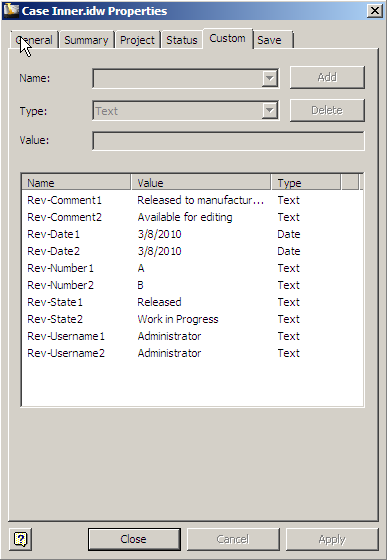 Case Inner.idw Properties
General Summary Project Status Custom Save
Name: Add
Type: Text Delete
Value:
Name Value Type
Rev-Comment1 Released to manufactur... Text
Rev-Comment2 Available for editing Text
Rev-Date1 3/8/2010 Date
Rev-Date2 3/8/2010 Date
Rev-Number1 A Text
Rev-Number2 B Text
Rev-State1 Released Text
Rev-State2 Work in Progress Text
Rev-Username1 Administrator Text
Rev-Username2 Administrator Text
? Close Cancel Apply